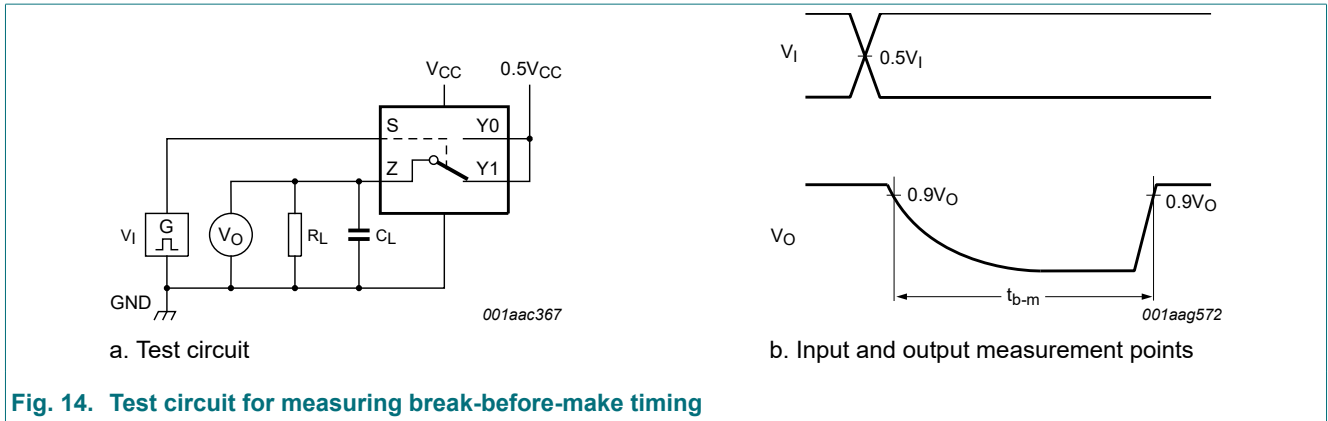 VCC
0.5VCC
S
Y0
Z
Y1
VI
G
VO
RL
CL
GND
001aac367
a. Test circuit
VI
0.5VI
0.9VO
0.9VO
VO
tb-m
001aag572
b. Input and output measurement points
Fig. 14. Test circuit for measuring break-before-make timing